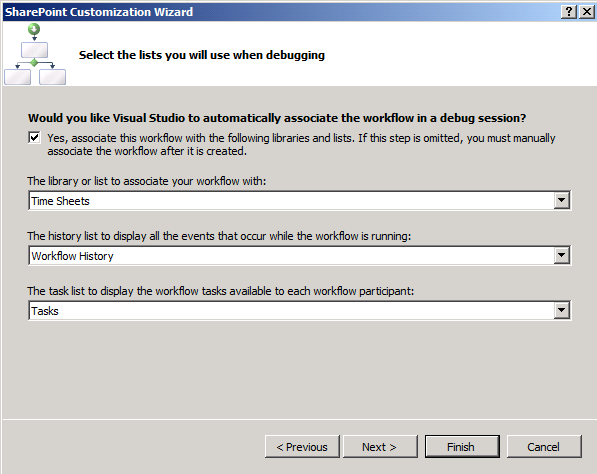 SharePoint Customization Wizard
Select the lists you will use when debugging
Would you like Visual Studio to automatically associate the workflow in a debug session?
Yes, associate this workflow with the following libraries and lists. If this step is omitted, you must manually
associate the workflow after it is created.
The library or list to associate your workflow with:
Time Sheets
The history list to display all the events that occur while the workflow is running:
Workflow History
The task list to display the workflow tasks available to each workflow participant:
Tasks
< Previous Next > Finish Cancel